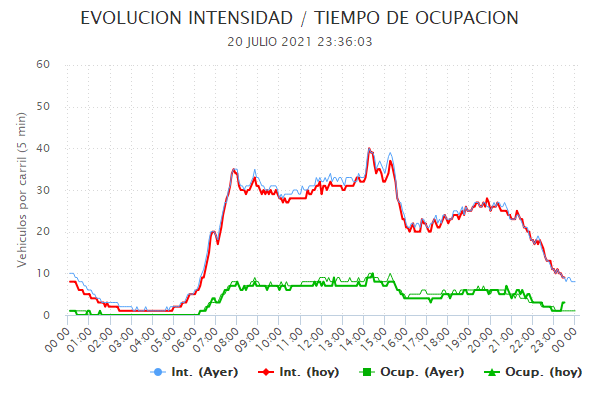 EVOLUCION INTENSIDAD / TIEMPO DE OCUPACION
20 JULIO 2021 23:36:03
Vehiculos por carril (5 min)
60
50
40
30
20
10
0
00:00 01:00 02:00 03:00 04:00 05:00 06:00 07:00 08:00 09:00 10:00 11:00 12:00 13:00 14:00 15:00 16:00 17:00 18:00 19:00 20:00 21:00 22:00 23:00 00:00
Int. (Ayer) Int. (hoy) Ocup. (Ayer) Ocup. (hoy)